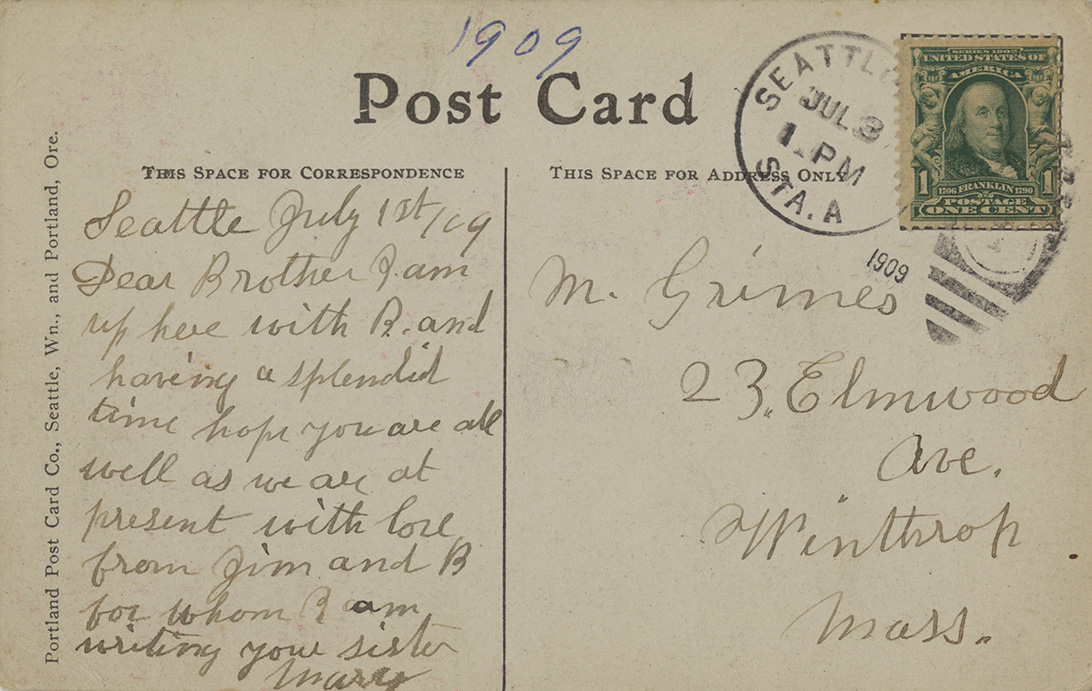 1909
Post Card
SEATTL
JUL 3
1 PM
STA. A
1909
SERIES 1902
UNITED STATES OF
AMERICA
1706 FRANKLIN 1790
1 1
POSTAGE
ONE CENT
THIS SPACE FOR CORRESPONDENCE
THIS SPACE FOR ADDRESS ONLY
Portland Post Card Co., Seattle, Wn., and Portland, Ore.
Seattle July 1st/09
Dear Brother I am
up here with B. and
having a splendid
time hope you are all
well as we are at
present with love
from Jim and B
for whom I am
writing your sister
Mary
M. Grimes
23. Elmwood
Ave.
Winthrop
Mass.